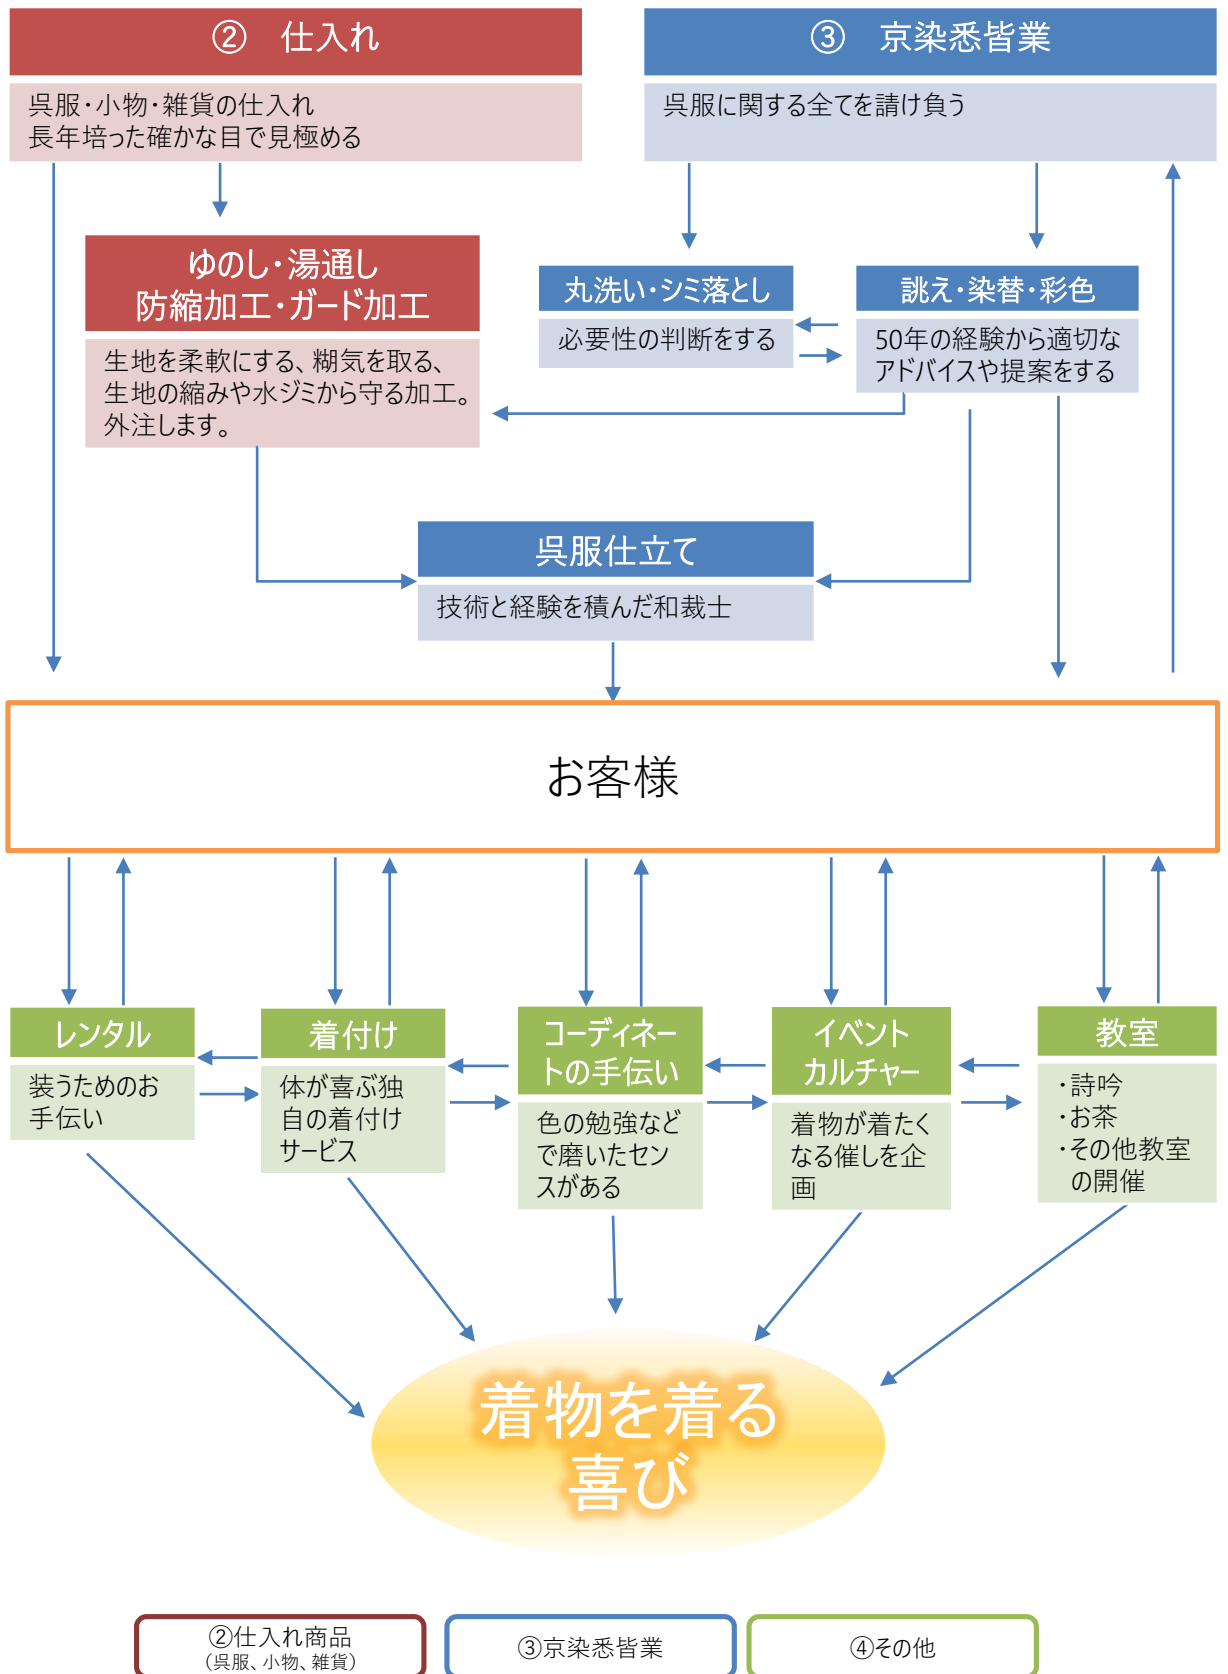 ② 仕入れ
呉服・小物・雑貨の仕入れ
長年培った確かな目で見極める
③ 京染悉皆業
呉服に関する全てを請け負う
ゆのし・湯通し
防縮加工・ガード加工
生地を柔軟にする、糊気を取る、
生地の縮みや水ジミから守る加工。
外注します。
丸洗い・シミ落とし
必要性の判断をする
誂え・染替・彩色
50年の経験から適切な
アドバイスや提案をする
呉服仕立て
技術と経験を積んだ和裁士
お客様
レンタル
装うためのお
手伝い
着付け
体が喜ぶ独
自の着付け
サービス
コーディネー
トの手伝い
色の勉強など
で磨いたセン
スがある
イベント
カルチャー
着物が着たく
なる催しを企
画
教室
・詩吟
・お茶
・その他教室
の開催
着物を着る
喜び
②仕入れ商品
（呉服、小物、雑貨）
③京染悉皆業
④その他